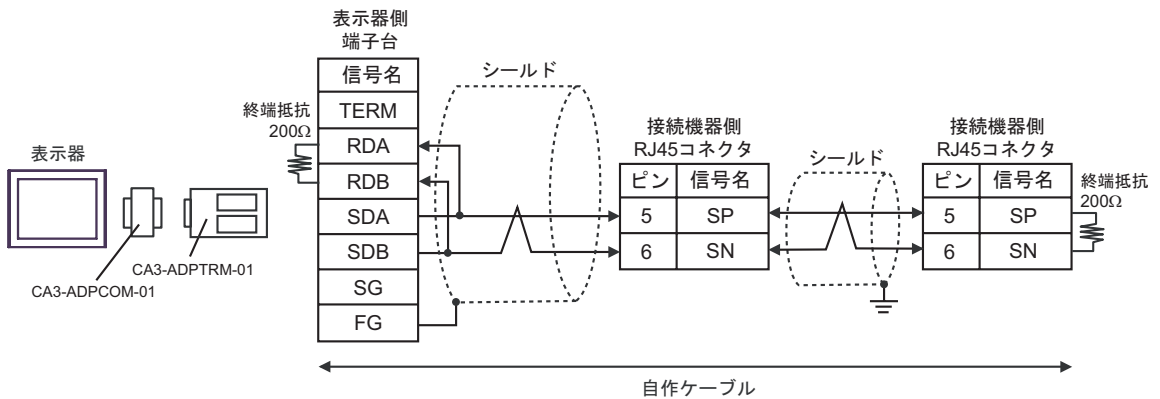 表示器
CA3-ADPCOM-01
CA3-ADPTRM-01
表示器側
端子台
信号名
TERM
RDA
RDB
SDA
SDB
SG
FG
終端抵抗
200Ω
シールド
接続機器側
RJ45コネクタ
ピン 信号名
5 SP
6 SN
シールド
接続機器側
RJ45コネクタ
ピン 信号名
5 SP
6 SN
終端抵抗
200Ω
自作ケーブル